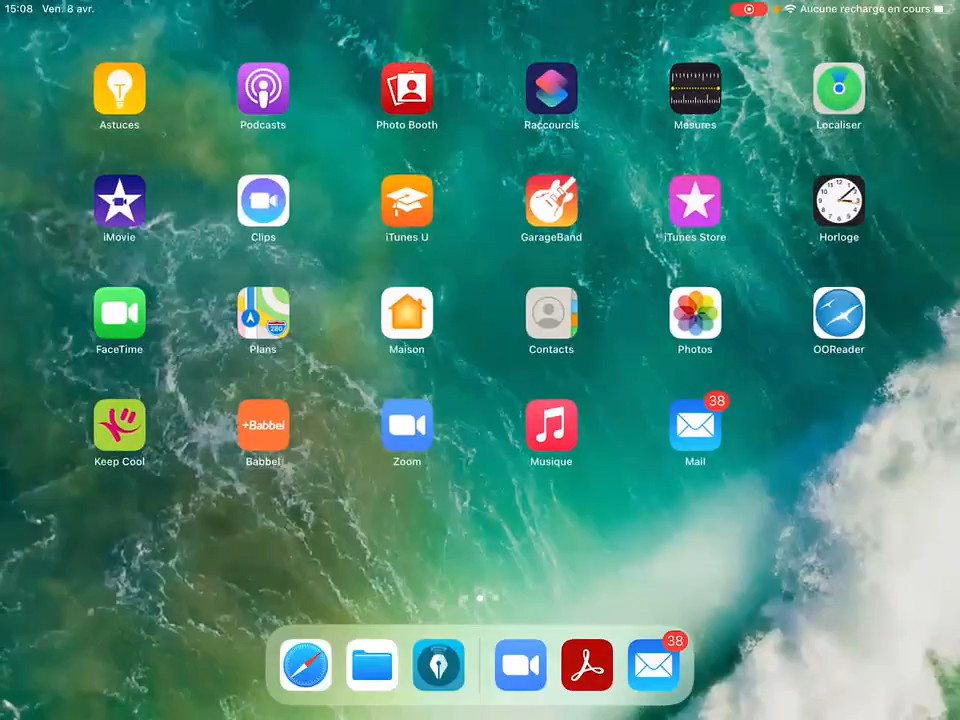 15:08 Ven. 8 avr. Aucune recharge en cours
Astuces Podcasts Photo Booth Raccourcis Mesures Localiser
iMovie Clips iTunes U GarageBand iTunes Store Horloge
280
FaceTime Plans Maison Contacts Photos OOReader
+Babbel 38
Keep Cool Babbel Zoom Musique Mail
38